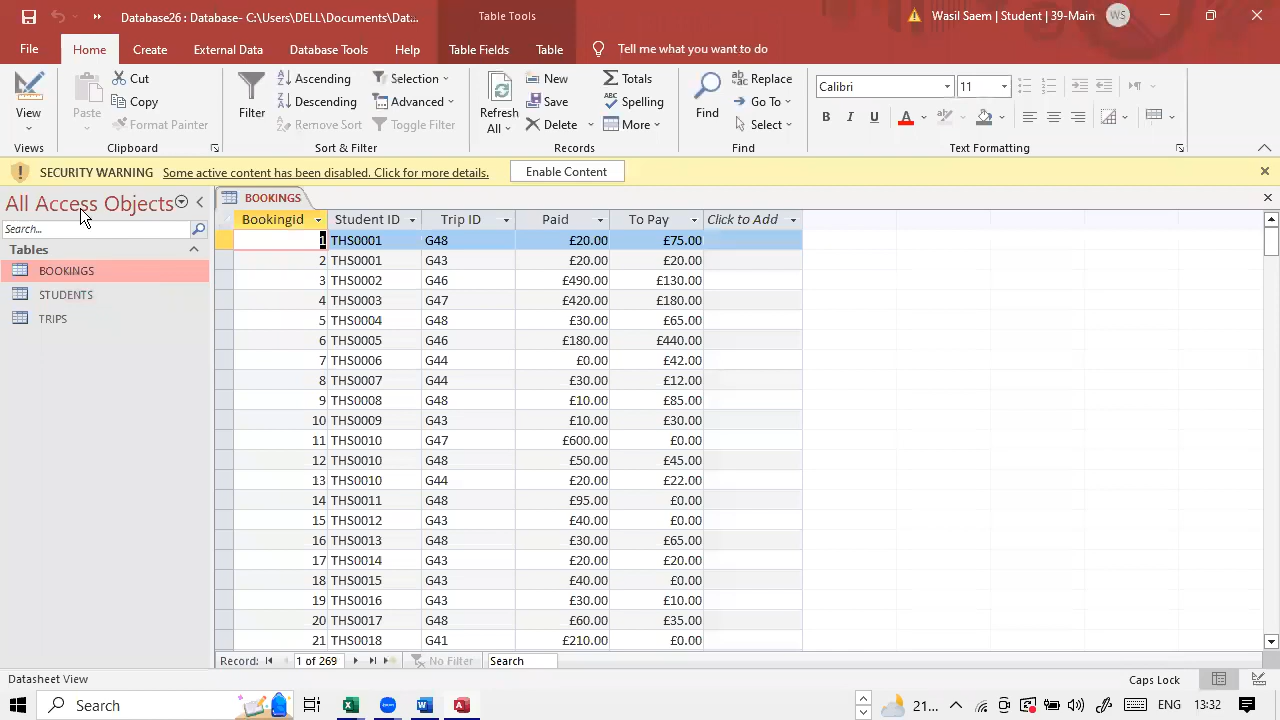 Database26 : Database- C:\Users\DELL\Documents\Dat...
Table Tools
Wasil Saem | Student | 39-Main WS
File Home Create External Data Database Tools Help Table Fields Table Tell me what you want to do
View
Views
Paste
Cut
Copy
Format Painter
Clipboard
Filter
Ascending
Descending
Remove Sort
Selection
Advanced
Toggle Filter
Sort & Filter
Refresh
All
New
Save
Delete
Totals
Spelling
More
Records
Find
Replace
Go To
Select
Find
Calibri 11
B I U A
Text Formatting
SECURITY WARNING Some active content has been disabled. Click for more details. Enable Content
All Access Objects
Search...
Tables
BOOKINGS
STUDENTS
TRIPS
BOOKINGS
Bookingid Student ID Trip ID Paid To Pay Click to Add
1 THS0001 G48 £20.00 £75.00
2 THS0001 G43 £20.00 £20.00
3 THS0002 G46 £490.00 £130.00
4 THS0003 G47 £420.00 £180.00
5 THS0004 G48 £30.00 £65.00
6 THS0005 G46 £180.00 £440.00
7 THS0006 G44 £0.00 £42.00
8 THS0007 G44 £30.00 £12.00
9 THS0008 G48 £10.00 £85.00
10 THS0009 G43 £10.00 £30.00
11 THS0010 G47 £600.00 £0.00
12 THS0010 G48 £50.00 £45.00
13 THS0010 G44 £20.00 £22.00
14 THS0011 G48 £95.00 £0.00
15 THS0012 G43 £40.00 £0.00
16 THS0013 G48 £30.00 £65.00
17 THS0014 G43 £20.00 £20.00
18 THS0015 G43 £40.00 £0.00
19 THS0016 G43 £30.00 £10.00
20 THS0017 G48 £60.00 £35.00
21 THS0018 G41 £210.00 £0.00
Record: 1 of 269 No Filter Search
Datasheet View
Caps Lock
Search
21...
ENG 13:32